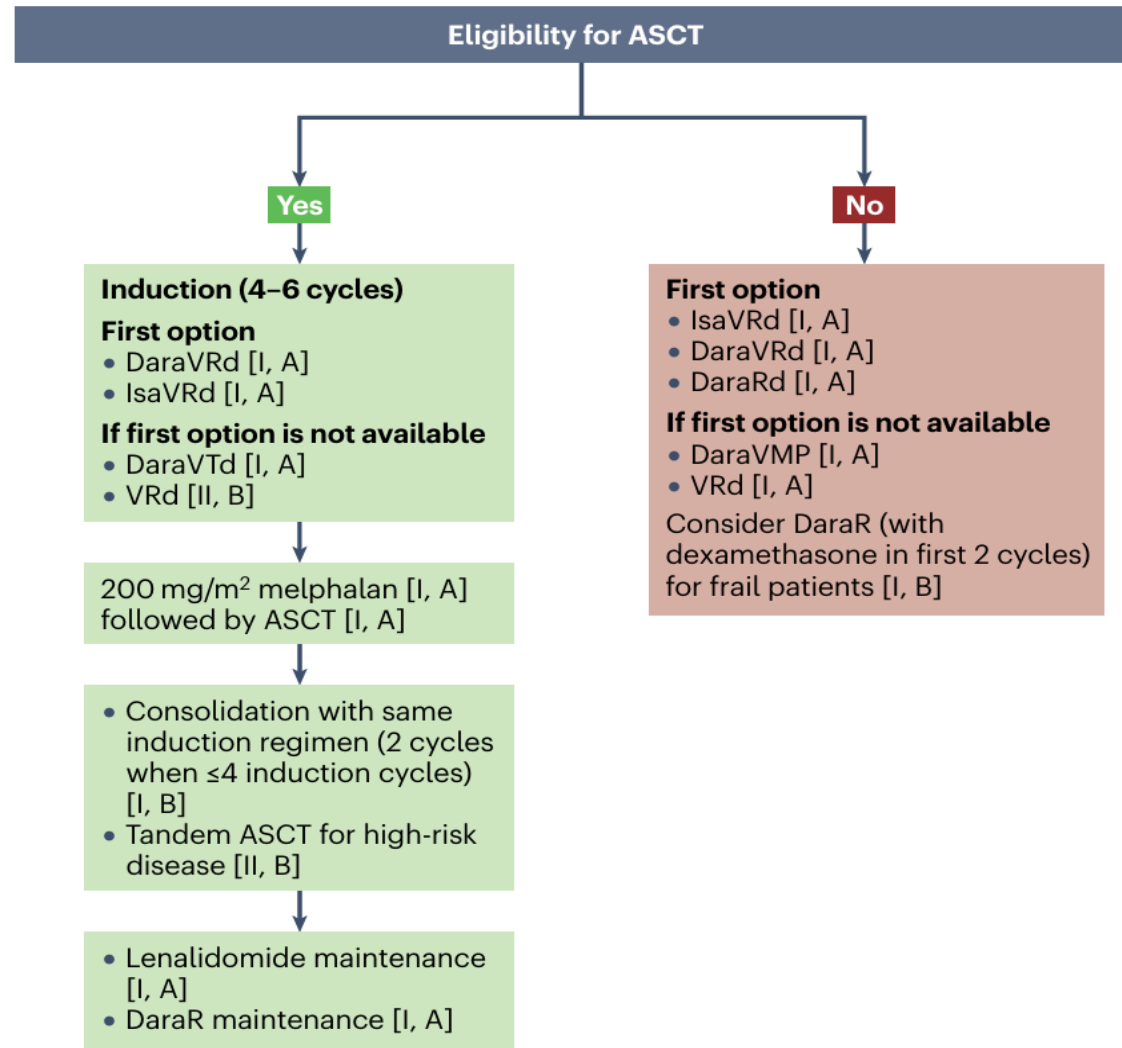 Eligibility for ASCT
Yes
No
Induction (4–6 cycles)
First option
• DaraVRd [I, A]
• IsaVRd [I, A]
If first option is not available
• DaraVTd [I, A]
• VRd [II, B]
200 mg/m² melphalan [I, A]
followed by ASCT [I, A]
• Consolidation with same
induction regimen (2 cycles
when ≤4 induction cycles)
[I, B]
• Tandem ASCT for high-risk
disease [II, B]
• Lenalidomide maintenance
[I, A]
• DaraR maintenance [I, A]
First option
• IsaVRd [I, A]
• DaraVRd [I, A]
• DaraRd [I, A]
If first option is not available
• DaraVMP [I, A]
• VRd [I, A]
Consider DaraR (with
dexamethasone in first 2 cycles)
for frail patients [I, B]